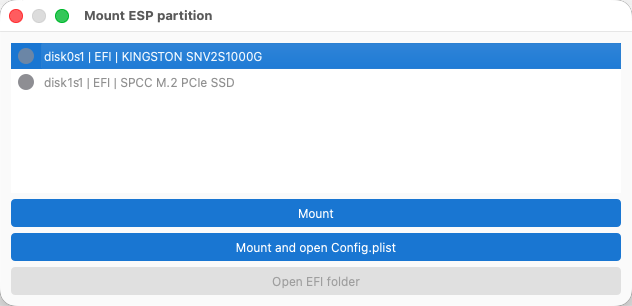 Mount ESP partition
disk0s1 | EFI | KINGSTON SNV2S1000G
disk1s1 | EFI | SPCC M.2 PCIe SSD
Mount
Mount and open Config.plist
Open EFI folder